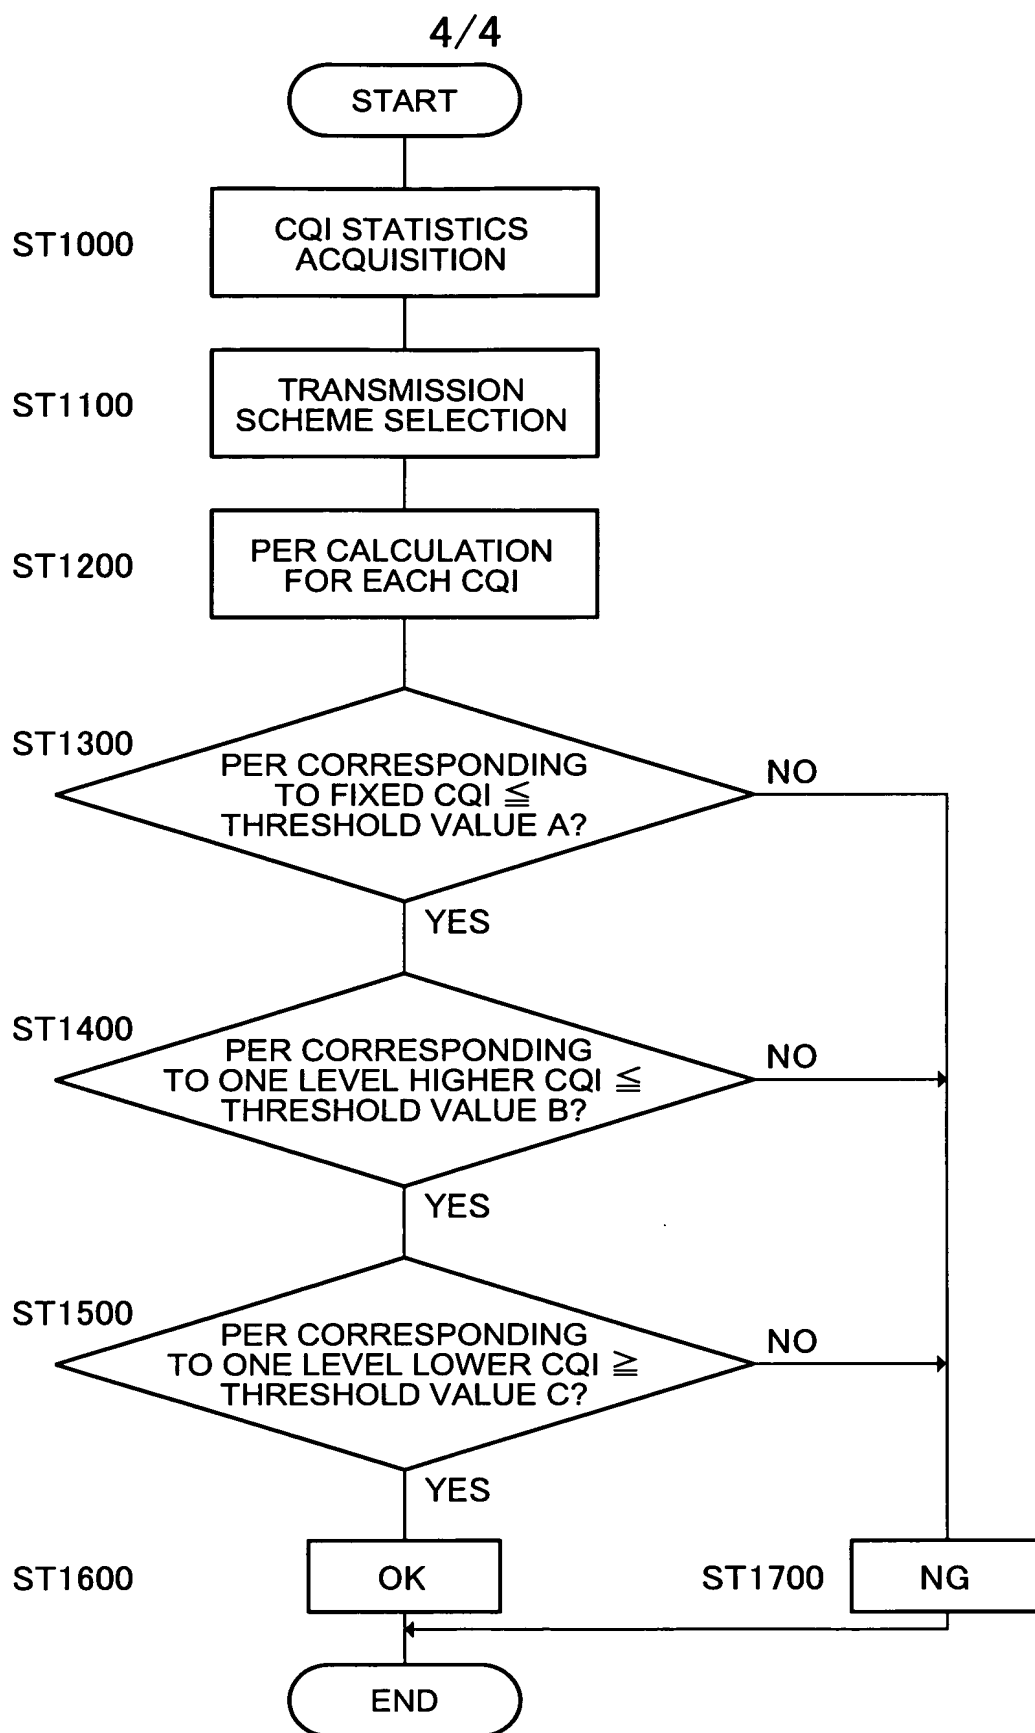 4/4
START
ST1000
CQI STATISTICS
ACQUISITION
ST1100
TRANSMISSION
SCHEME SELECTION
ST1200
PER CALCULATION
FOR EACH CQI
ST1300
PER CORRESPONDING
TO FIXED CQI ≦
THRESHOLD VALUE A?
NO
YES
ST1400
PER CORRESPONDING
TO ONE LEVEL HIGHER CQI ≦
THRESHOLD VALUE B?
NO
YES
ST1500
PER CORRESPONDING
TO ONE LEVEL LOWER CQI ≧
THRESHOLD VALUE C?
NO
YES
ST1600
OK
ST1700
NG
END